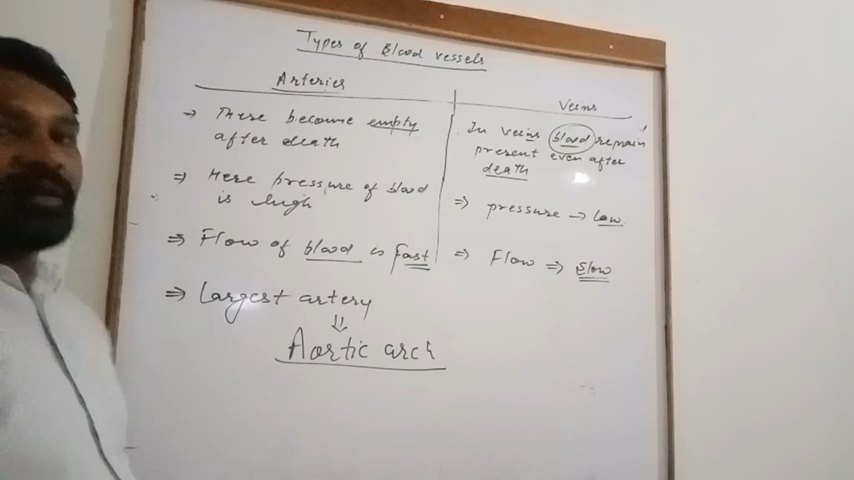 Types of Blood vessels
Arteries
→ These become empty
after death
⇒ Here pressure of blood
is high
⇒ Flow of blood is Fast
⇒ Largest artery
⇓
Aortic arch
Veins
In veins blood remain
present even after
death
⇒ pressure → Low
⇒ Flow ⇒ Slow